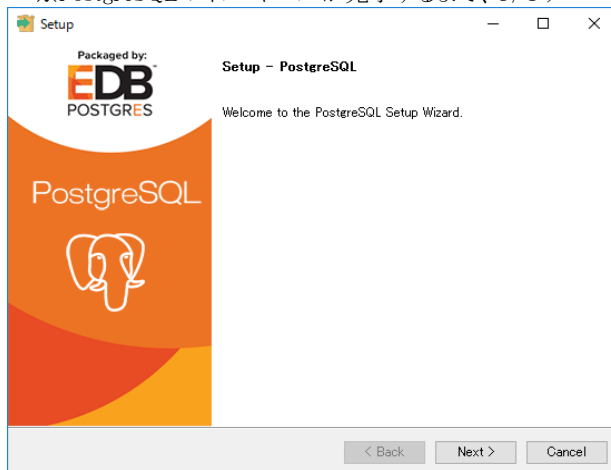 Setup
Packaged by:
EDB
POSTGRES
Setup - PostgreSQL
Welcome to the PostgreSQL Setup Wizard.
PostgreSQL
< Back
Next >
Cancel